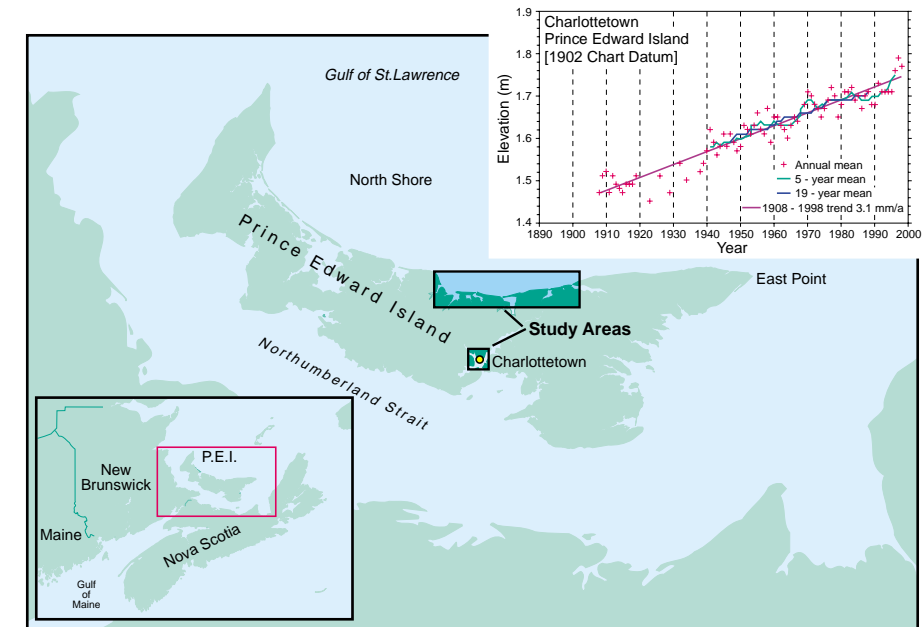 Charlottetown
Prince Edward Island
[1902 Chart Datum]
Elevation (m)
1.9
1.8
1.7
1.6
1.5
1.4
Annual mean
5 - year mean
19 - year mean
1908 - 1998 trend 3.1 mm/a
1890 1900 1910 1920 1930 1940 1950 1960 1970 1980 1990 2000
Year
Gulf of St.Lawrence
North Shore
Prince Edward Island
East Point
Study Areas
Charlottetown
Northumberland Strait
P.E.I.
New
Brunswick
Maine
Nova Scotia
Gulf
of
Maine